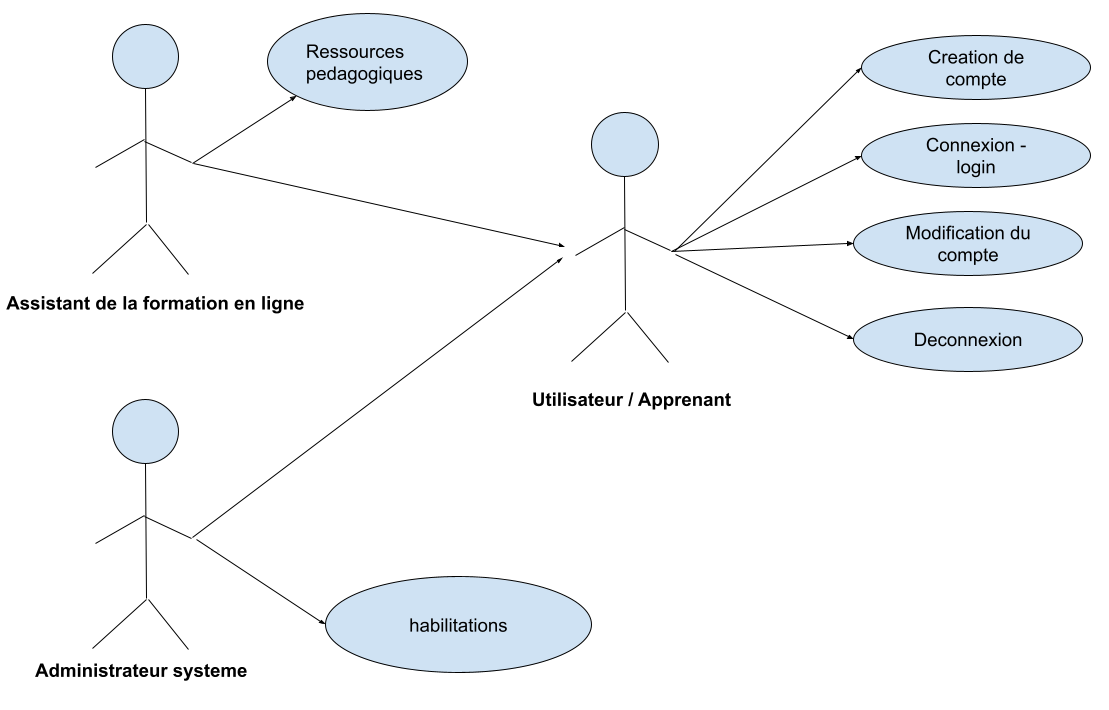 Ressources
pedagogiques
Creation de
compte
Connexion -
login
Modification du
compte
Deconnexion
Assistant de la formation en ligne
Utilisateur / Apprenant
habilitations
Administrateur systeme